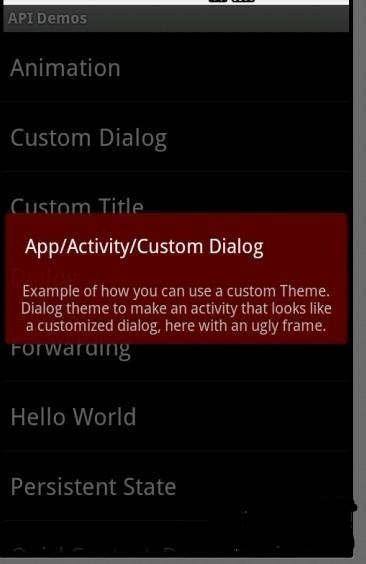 API Demos
Animation
Custom Dialog
Custom Title
App/Activity/Custom Dialog
Example of how you can use a custom Theme.
Dialog theme to make an activity that looks like
a customized dialog, here with an ugly frame.
Forwarding
Hello World
Persistent State